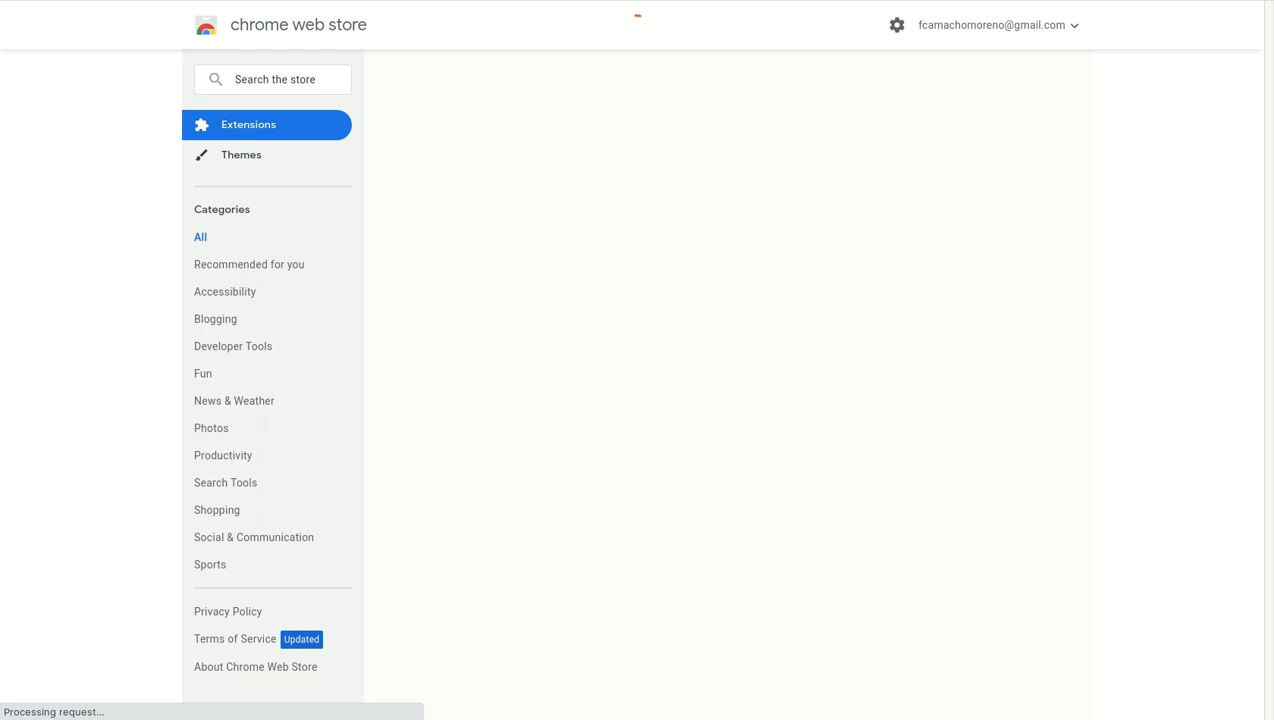 chrome web store
fcamachomoreno@gmail.com
Search the store
Extensions
Themes
Categories
All
Recommended for you
Accessibility
Blogging
Developer Tools
Fun
News & Weather
Photos
Productivity
Search Tools
Shopping
Social & Communication
Sports
Privacy Policy
Terms of Service Updated
About Chrome Web Store
Processing request...